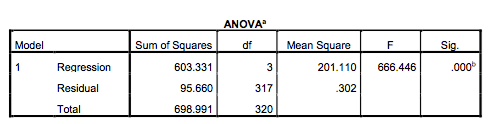 ANOVAᵃ
Model Sum of Squares df Mean Square F Sig.
1 Regression 603.331 3 201.110 666.446 .000ᵇ
Residual 95.660 317 .302
Total 698.991 320